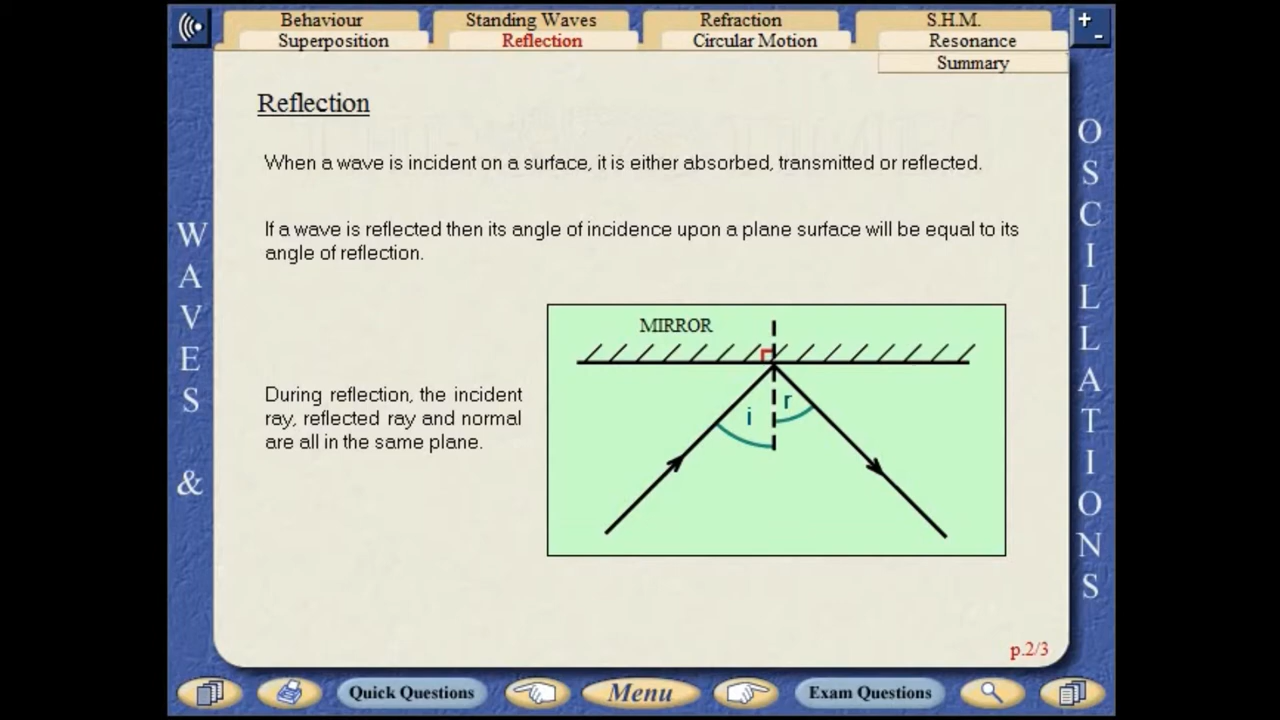 Behaviour
Standing Waves
Refraction
S.H.M.
Superposition
Reflection
Circular Motion
Resonance
Summary
+
-
Reflection
When a wave is incident on a surface, it is either absorbed, transmitted or reflected.
If a wave is reflected then its angle of incidence upon a plane surface will be equal to its
angle of reflection.
MIRROR
During reflection, the incident
ray, reflected ray and normal
are all in the same plane.
i
r
WAVES &
OSCILLATIONS
p.2/3
Quick Questions
Menu
Exam Questions